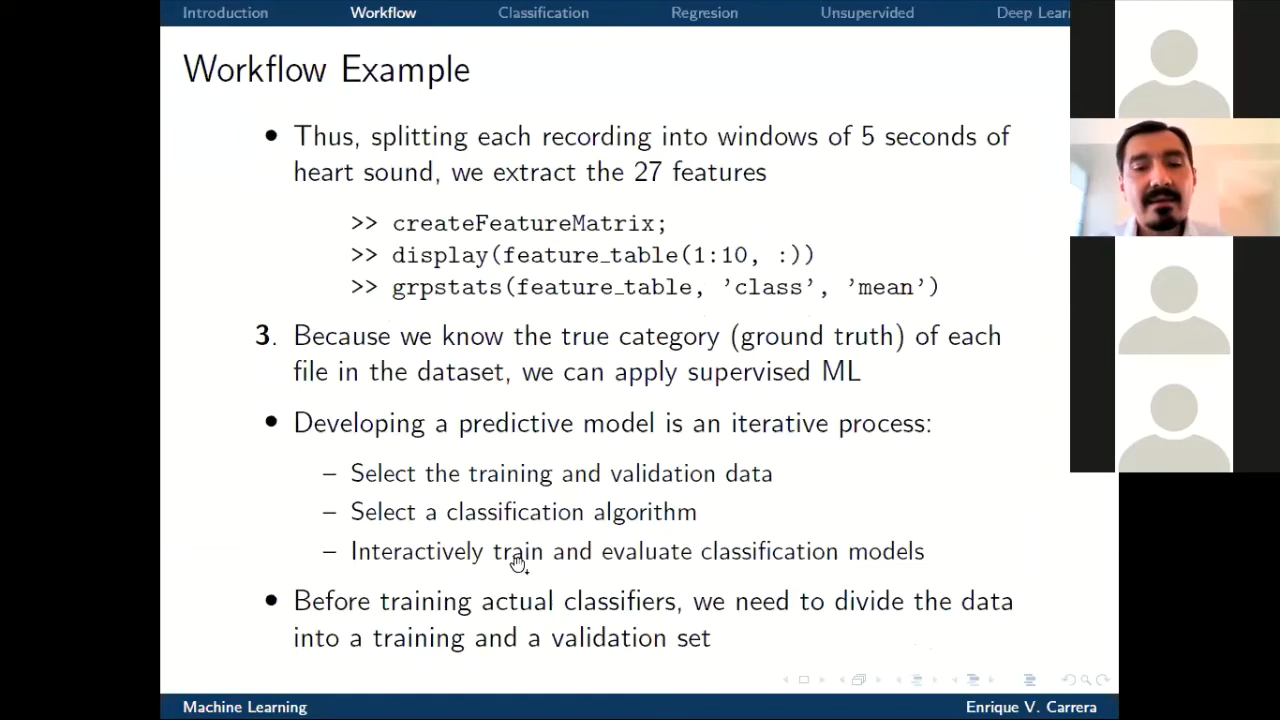 Introduction Workflow Classification Regresion Unsupervided Deep Lear
Workflow Example
• Thus, splitting each recording into windows of 5 seconds of
heart sound, we extract the 27 features
>> createFeatureMatrix;
>> display(feature_table(1:10, :))
>> grpstats(feature_table, ’class’, ’mean’)
3. Because we know the true category (ground truth) of each
file in the dataset, we can apply supervised ML
• Developing a predictive model is an iterative process:
– Select the training and validation data
– Select a classification algorithm
– Interactively train and evaluate classification models
• Before training actual classifiers, we need to divide the data
into a training and a validation set
Machine Learning Enrique V. Carrera